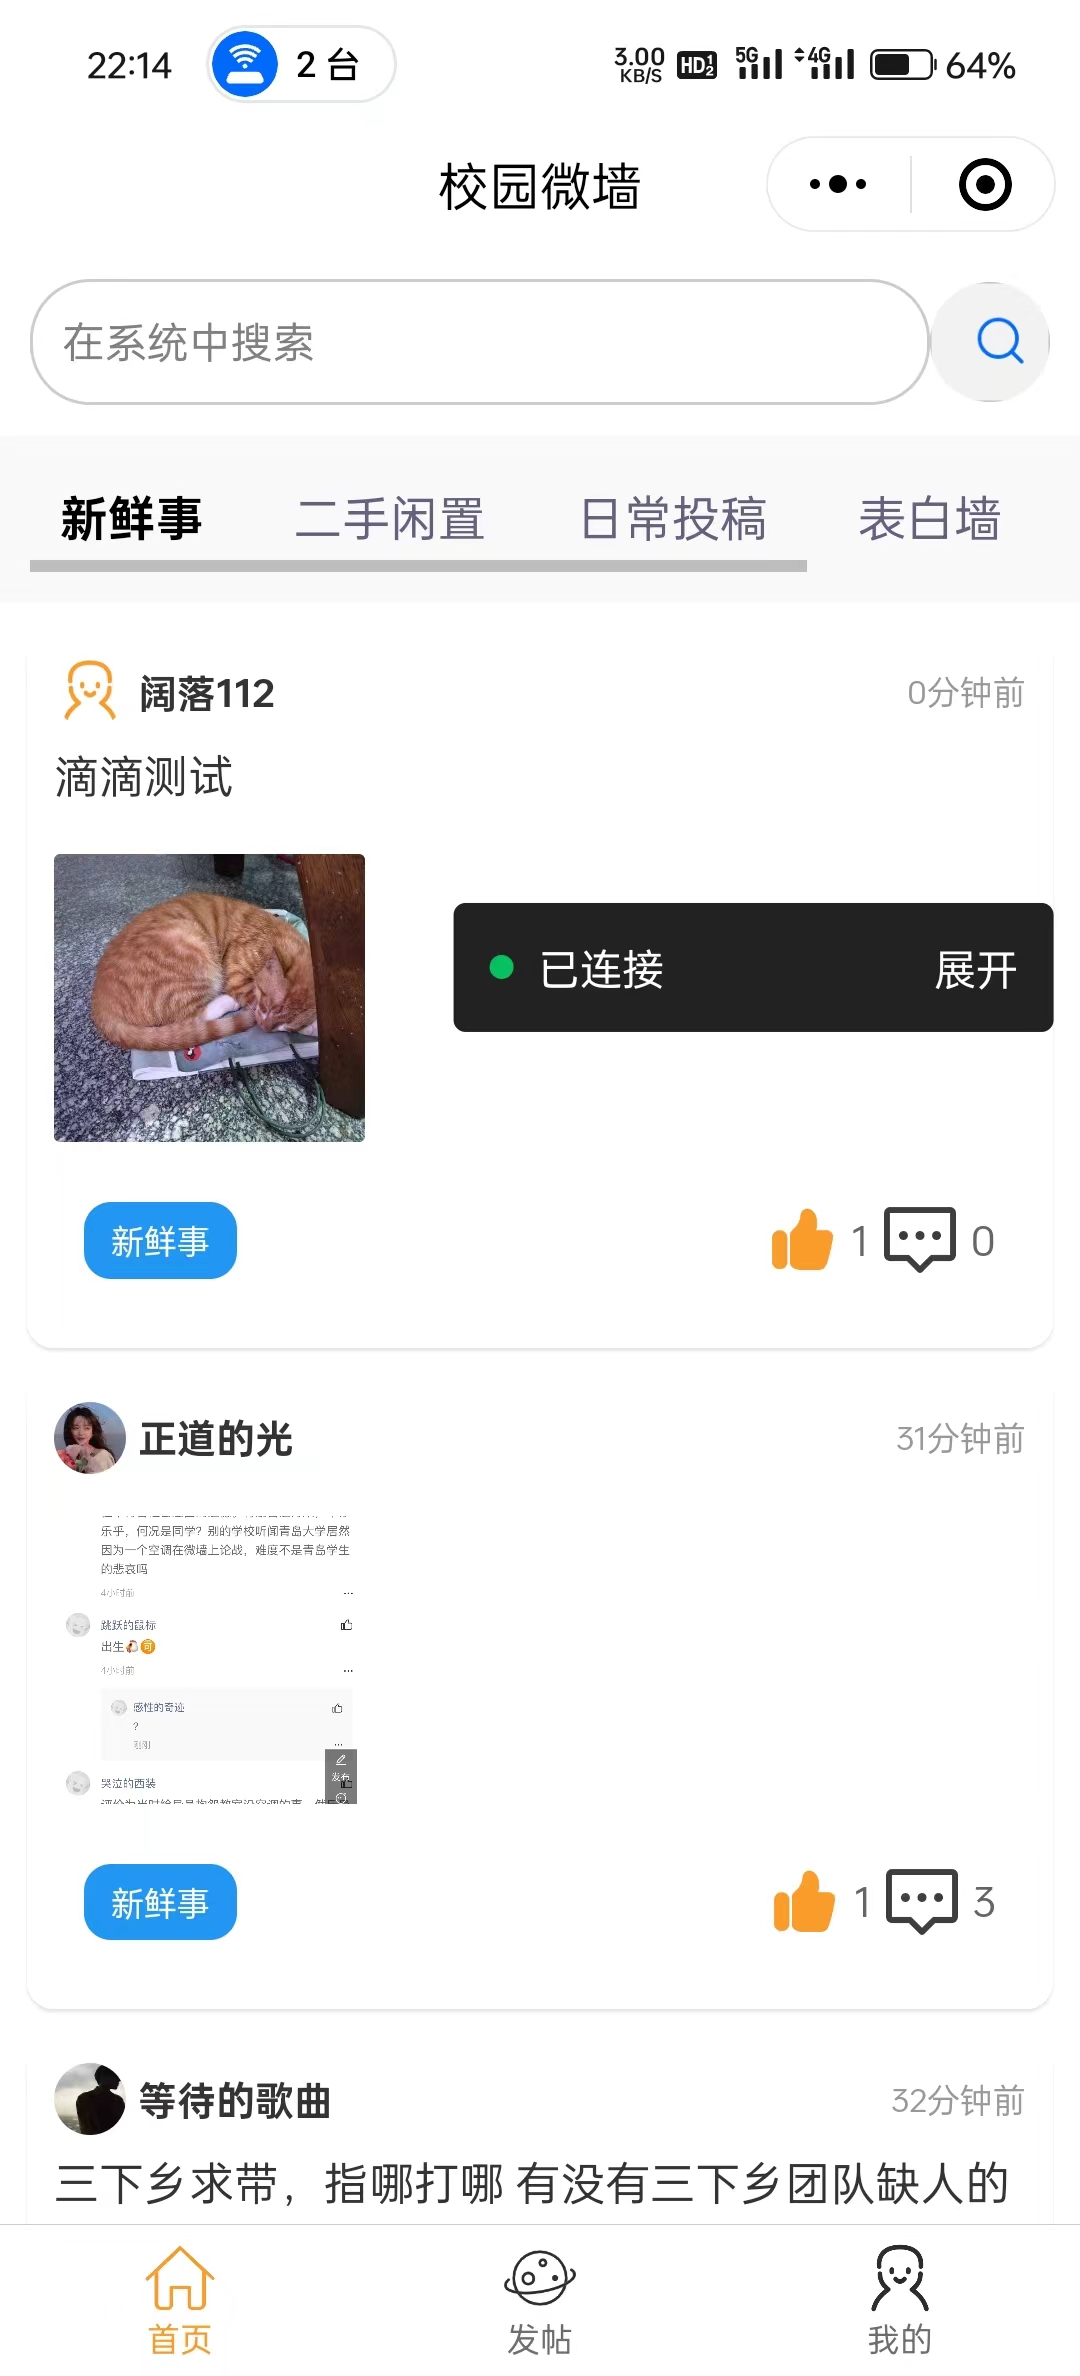 22:14
2 台
3.00
KB/S
HD 1 2
5G
4G
64%
校园微墙
在系统中搜索
新鲜事 二手闲置 日常投稿 表白墙
阔落112
0分钟前
滴滴测试
已连接 展开
新鲜事
1
0
正道的光
31分钟前
乐乎，何况是同学？别的学校听闻青岛大学居然
因为一个空调在微墙上论战，难度不是青岛学生
的悲哀吗
4小时前
...
跳跃的鼠标
出生
4小时前
...
感性的奇迹
?
刚刚
...
发布
哭泣的西装
新鲜事
1
3
等待的歌曲
32分钟前
三下乡求带，指哪打哪 有没有三下乡团队缺人的
首页 发帖 我的